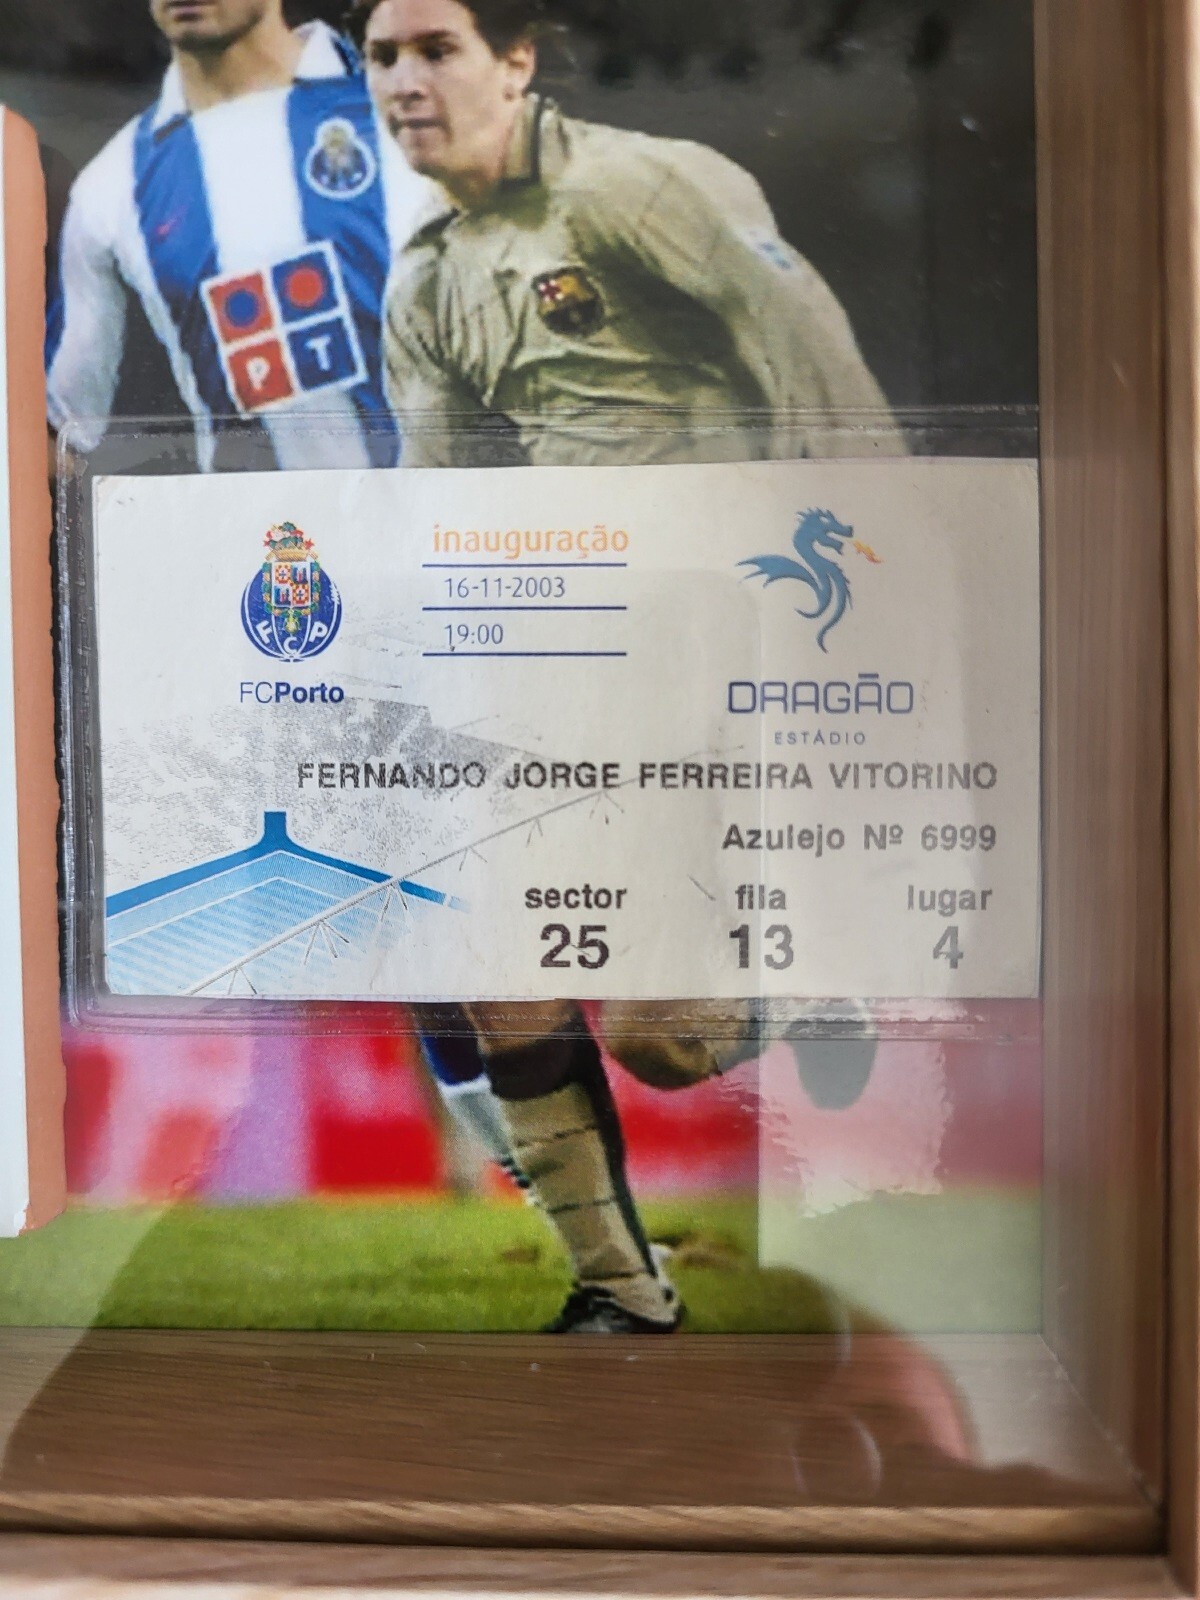 P T
inauguração
16-11-2003
19:00
FCP
FCPorto
DRAGÃO
ESTÁDIO
FERNANDO JORGE FERREIRA VITORINO
Azulejo Nº 6999
sector fila lugar
25 13 4